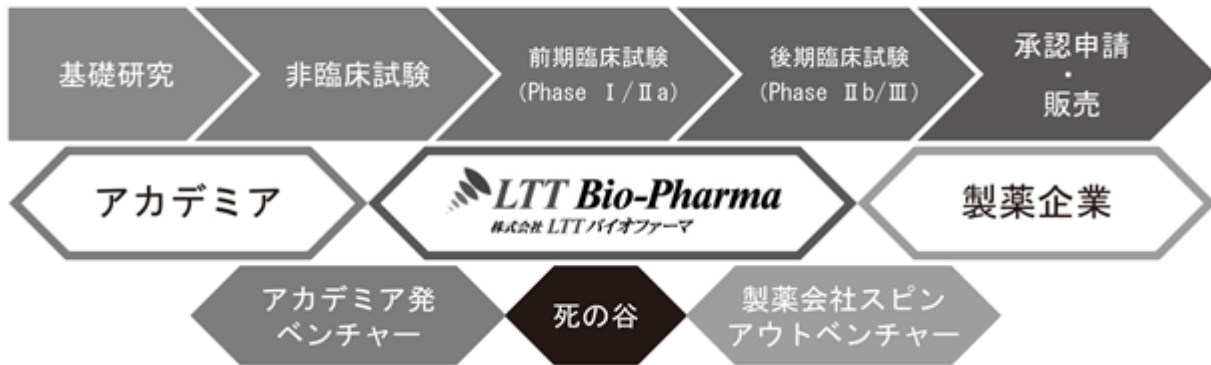 基礎研究
非臨床試験
前期臨床試験
(Phase Ⅰ/Ⅱa)
後期臨床試験
(Phase Ⅱb/Ⅲ)
承認申請
・
販売
アカデミア
LTT Bio-Pharma
株式会社 LTTバイオファーマ
製薬企業
アカデミア発
ベンチャー
死の谷
製薬会社スピン
アウトベンチャー